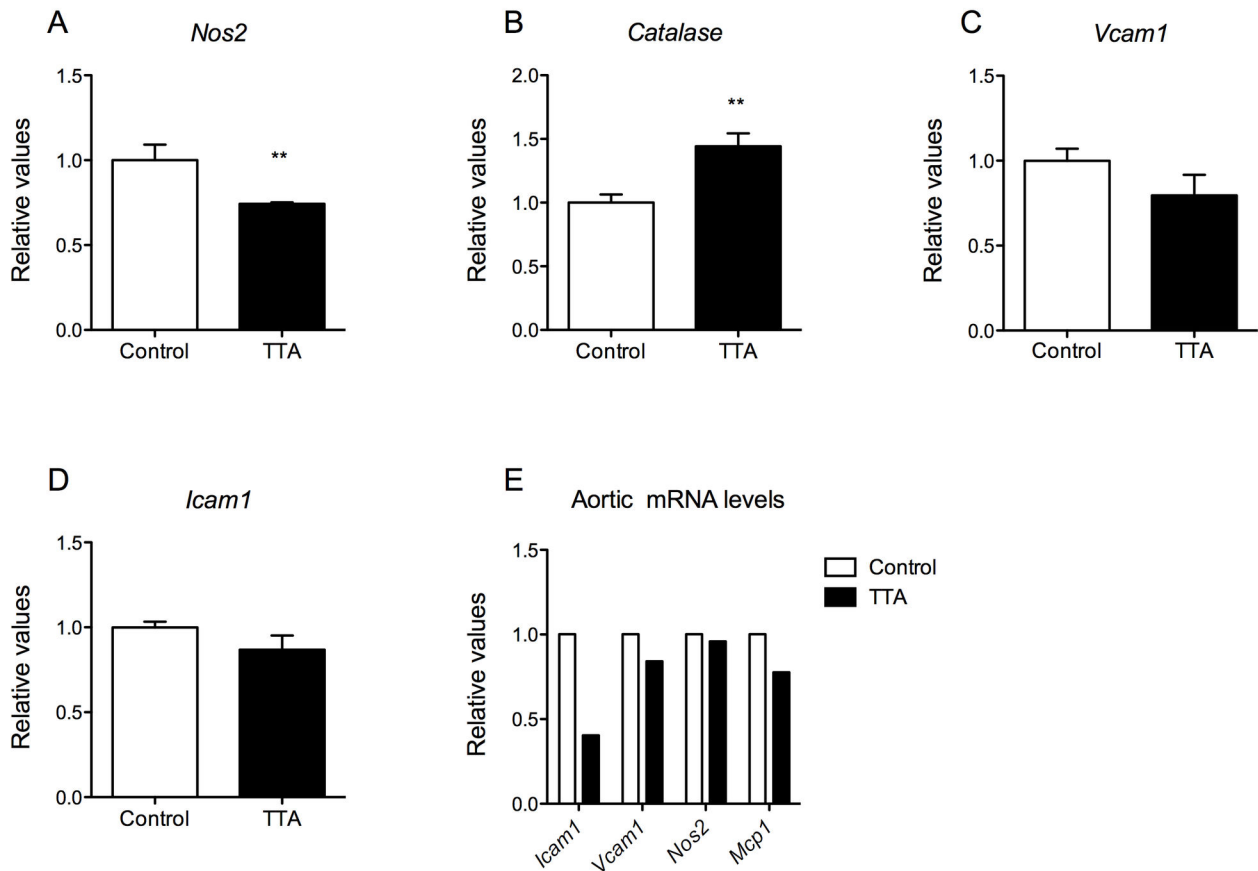 A
Nos2
Relative values
1.5
1.0
0.5
0.0
**
Control
TTA
B
Catalase
Relative values
2.0
1.5
1.0
0.5
0.0
**
Control
TTA
C
Vcam1
Relative values
1.5
1.0
0.5
0.0
Control
TTA
D
Icam1
Relative values
1.5
1.0
0.5
0.0
Control
TTA
E
Aortic mRNA levels
Relative values
1.5
1.0
0.5
0.0
Icam1
Vcam1
Nos2
Mcp1
Control
TTA